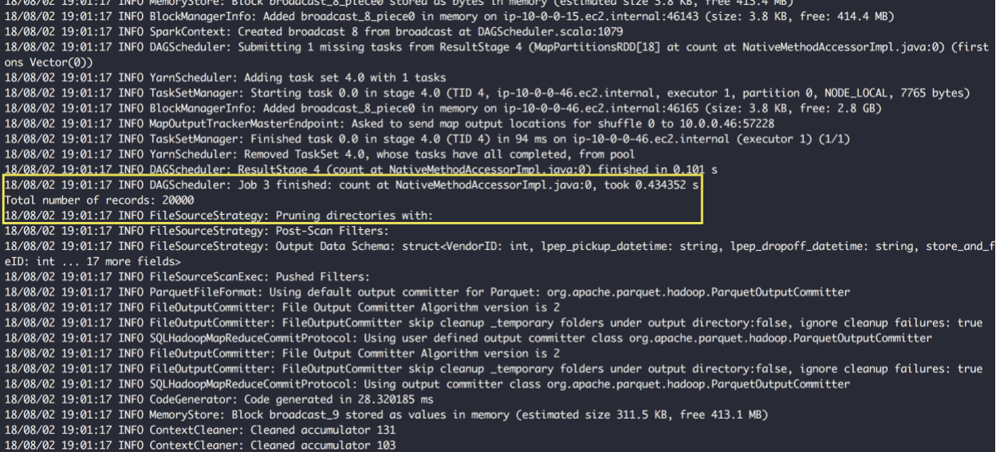 18/08/02 19:01:17 INFO MemoryStore: Block broadcast_8_piece0 stored as bytes in memory (estimated size 3.8 KB, free 413.4 MB)
18/08/02 19:01:17 INFO BlockManagerInfo: Added broadcast_8_piece0 in memory on ip-10-0-0-15.ec2.internal:46143 (size: 3.8 KB, free: 414.4 MB)
18/08/02 19:01:17 INFO SparkContext: Created broadcast 8 from broadcast at DAGScheduler.scala:1079
18/08/02 19:01:17 INFO DAGScheduler: Submitting 1 missing tasks from ResultStage 4 (MapPartitionsRDD[18] at count at NativeMethodAccessorImpl.java:0) (first
ons Vector(0))
18/08/02 19:01:17 INFO YarnScheduler: Adding task set 4.0 with 1 tasks
18/08/02 19:01:17 INFO TaskSetManager: Starting task 0.0 in stage 4.0 (TID 4, ip-10-0-0-46.ec2.internal, executor 1, partition 0, NODE_LOCAL, 7765 bytes)
18/08/02 19:01:17 INFO BlockManagerInfo: Added broadcast_8_piece0 in memory on ip-10-0-0-46.ec2.internal:46165 (size: 3.8 KB, free: 2.8 GB)
18/08/02 19:01:17 INFO MapOutputTrackerMasterEndpoint: Asked to send map output locations for shuffle 0 to 10.0.0.46:57228
18/08/02 19:01:17 INFO TaskSetManager: Finished task 0.0 in stage 4.0 (TID 4) in 94 ms on ip-10-0-0-46.ec2.internal (executor 1) (1/1)
18/08/02 19:01:17 INFO YarnScheduler: Removed TaskSet 4.0, whose tasks have all completed, from pool
18/08/02 19:01:17 INFO DAGScheduler: ResultStage 4 (count at NativeMethodAccessorImpl.java:0) finished in 0.101 s
18/08/02 19:01:17 INFO DAGScheduler: Job 3 finished: count at NativeMethodAccessorImpl.java:0, took 0.434352 s
Total number of records: 20000
18/08/02 19:01:17 INFO FileSourceStrategy: Pruning directories with:
18/08/02 19:01:17 INFO FileSourceStrategy: Post-Scan Filters:
18/08/02 19:01:17 INFO FileSourceStrategy: Output Data Schema: struct<VendorID: int, lpep_pickup_datetime: string, lpep_dropoff_datetime: string, store_and_f
eID: int ... 17 more fields>
18/08/02 19:01:17 INFO FileSourceScanExec: Pushed Filters:
18/08/02 19:01:17 INFO ParquetFileFormat: Using default output committer for Parquet: org.apache.parquet.hadoop.ParquetOutputCommitter
18/08/02 19:01:17 INFO FileOutputCommitter: File Output Committer Algorithm version is 2
18/08/02 19:01:17 INFO FileOutputCommitter: FileOutputCommitter skip cleanup _temporary folders under output directory:false, ignore cleanup failures: true
18/08/02 19:01:17 INFO SQLHadoopMapReduceCommitProtocol: Using user defined output committer class org.apache.parquet.hadoop.ParquetOutputCommitter
18/08/02 19:01:17 INFO FileOutputCommitter: File Output Committer Algorithm version is 2
18/08/02 19:01:17 INFO FileOutputCommitter: FileOutputCommitter skip cleanup _temporary folders under output directory:false, ignore cleanup failures: true
18/08/02 19:01:17 INFO SQLHadoopMapReduceCommitProtocol: Using output committer class org.apache.parquet.hadoop.ParquetOutputCommitter
18/08/02 19:01:17 INFO CodeGenerator: Code generated in 28.320185 ms
18/08/02 19:01:17 INFO MemoryStore: Block broadcast_9 stored as values in memory (estimated size 311.5 KB, free 413.1 MB)
18/08/02 19:01:17 INFO ContextCleaner: Cleaned accumulator 131
18/08/02 19:01:17 INFO ContextCleaner: Cleaned accumulator 103